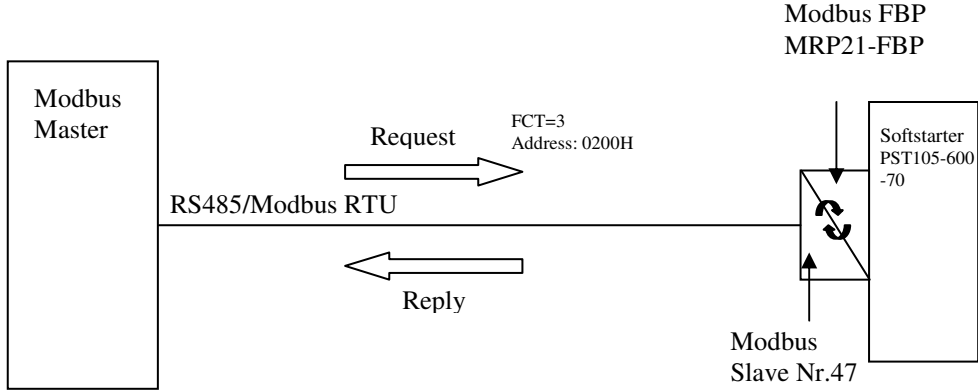 Modbus FBP
MRP21-FBP
Modbus
Master
Request
FCT=3
Address: 0200H
Softstarter
PST105-600
-70
RS485/Modbus RTU
Reply
Modbus
Slave Nr.47